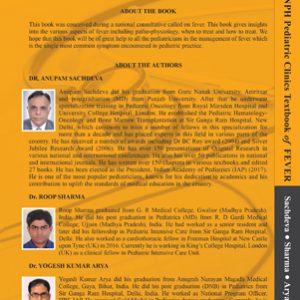 ABOUT THE BOOK
This book was conceived during a national consultative called on fever. This book gives insights
into the various aspects of fever including pathophysiology, when to treat and how to treat. We
hope that this book will be of great help to all the pediatricians in the management of fever which
is the single most common symptom encountered in pediatric practice.
ABOUT THE AUTHORS
DR. ANUPAM SACHDEVA
Anupam Sachdeva did his graduation from Guru Nanak University, Amritsar
and postgraduation (MD) from Punjab University. After that he underwent
specialization training in Pediatric Oncology from Royal Marsden Hospital and
University College Hospital, London. He established the Pediatric Hematology-
Oncology and Bone Marrow Transplantation at Sir Ganga Ram Hospital, New
Delhi, which continues to train a number of fellows in this specialization for
more than a decade and has placed experts in this field in various parts of the
country. He has received a number of awards including Dr BC Roy award (2005) and Silver
Jubilee Research Award (2006). He has over 150 presentations of Oriental Research in
various national and international conferences. He also has over publications in national
and international journals. He has written over 150 Chapters in various textbooks and edited
27 books. He has been elected as the President, Indian Academy of Pediatrics (IAP) (2017).
He is one of the most popular pediatricians, known for his dedication to academics and his
contribution to uplift the standards of medical education in the country.
Dr. ROOP SHARMA
Roop Sharma graduated from G. R Medical College, Gwalior (Madhya Pradesh),
India. He did his post graduation in Pediatrics (MD) from R. D Gardi Medical
College, Ujjain (Madhya Pradesh), India. He had worked as a senior resident and
later did his fellowship in Pediatric Intensive Care from Sir Ganga Ram Hospital,
Delhi. He also worked as a cardiothoracic fellow in Freeman Hospital at New Castle
upon Tyne (UK) to 2016. Currently he is working in King's College Hospital, London
(UK) as a clinical fellow in Pediatric Intensive Care Unit.
Dr. YOGESH KUMAR ARYA
Yogesh Kumar Arya did his graduation from Anugrah Narayan Magadh Medical
College, Gaya, Bihar, India. He did his post graduation (DNB) in Pediatrics from
Sir Ganga Ram Hospital, Delhi, India. He worked as National Program Officer,
NPH Pediatric Clinics Textbook of FEVER
Sachdeva • Sharma • Arya